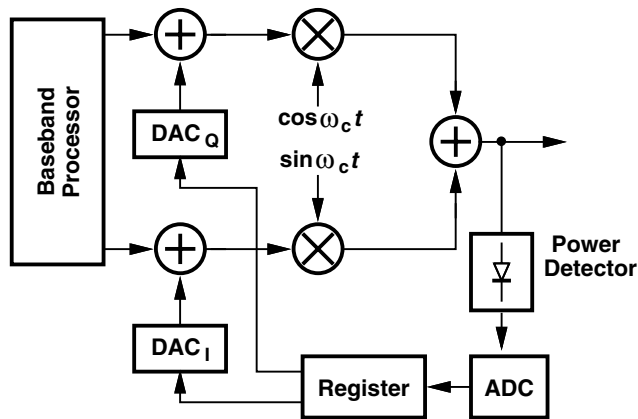 Baseband
Processor
DAC Q
cos ω c t
sin ω c t
Power
Detector
DAC I
Register
ADC